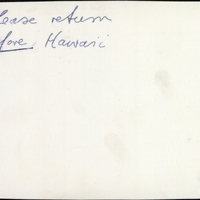 lease return
fore, Hawaii